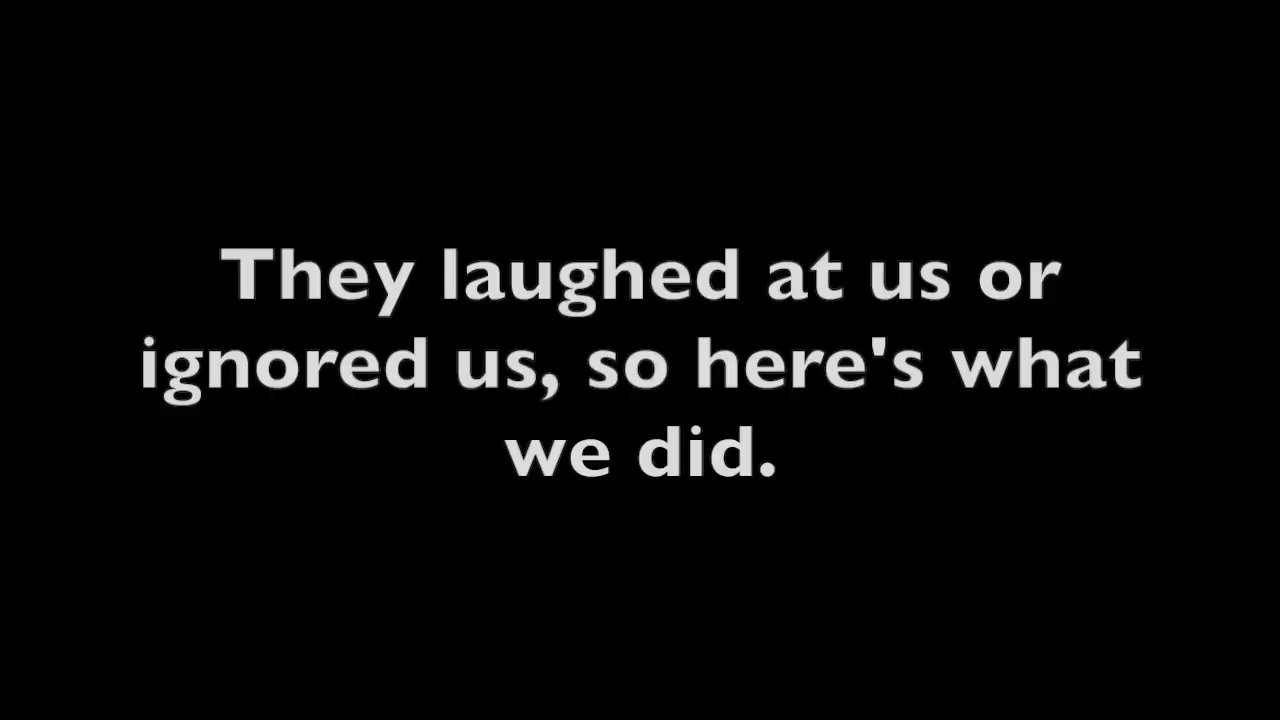 They laughed at us or
ignored us, so here's what
we did.